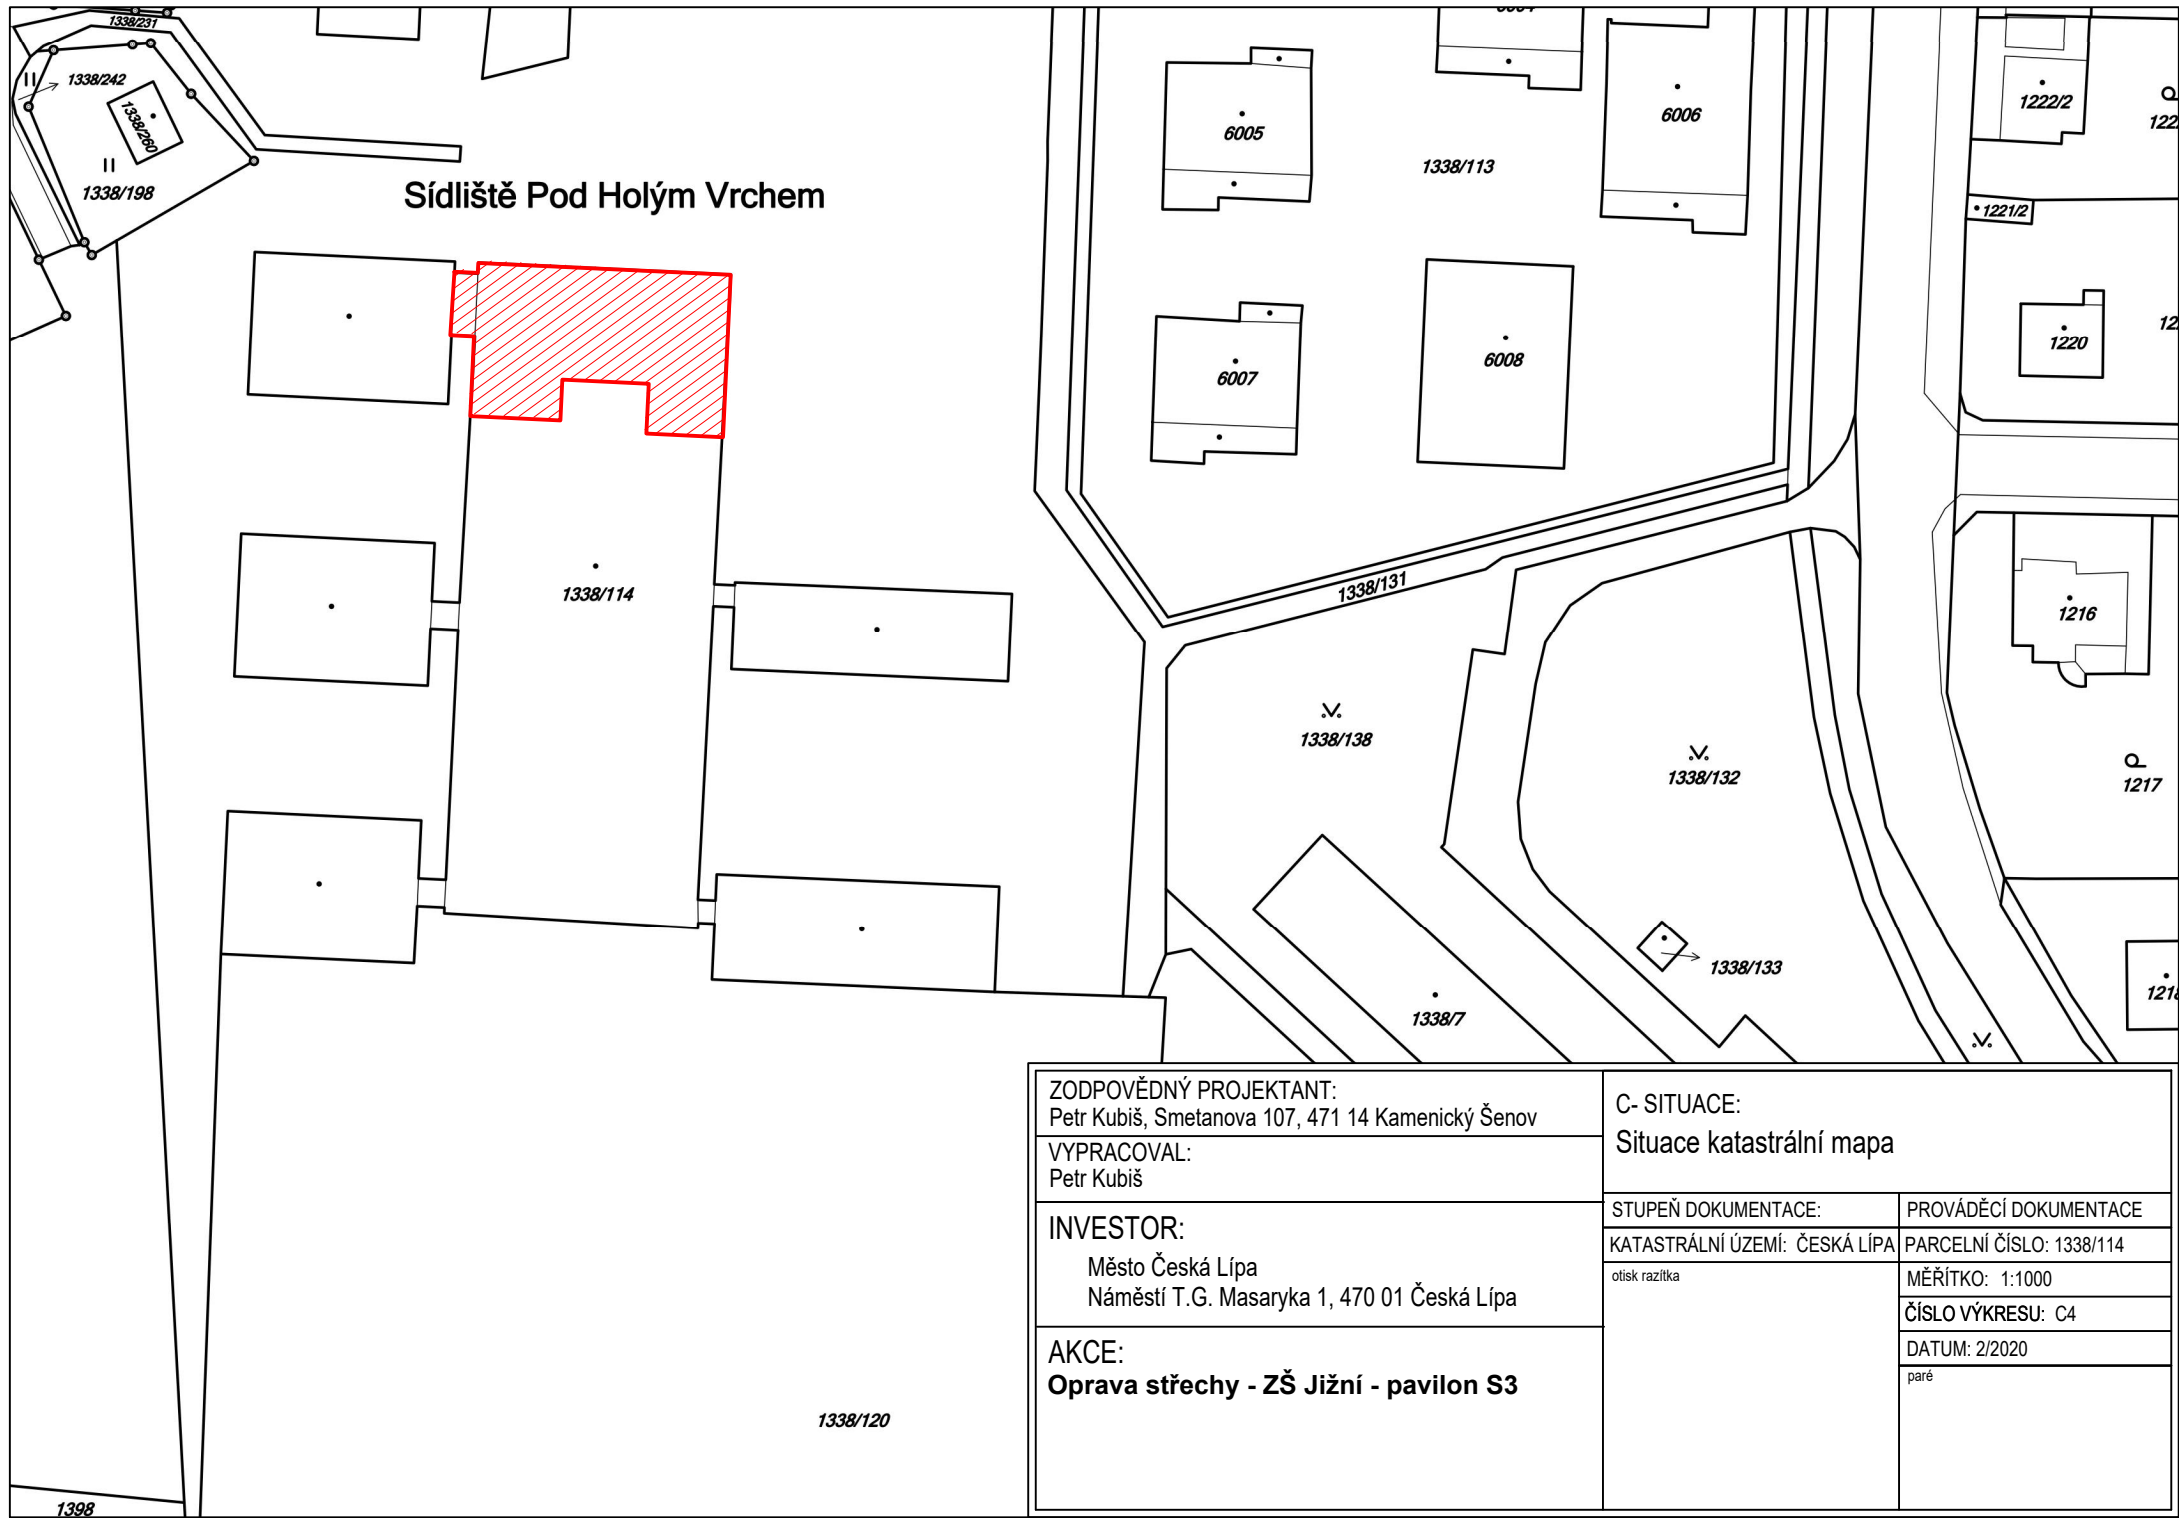 1338/231
1338/242
1338/260
1338/198
Sídliště Pod Holým Vrchem
6005
6006
1338/113
1222/2
1221/2
6007
6008
1220
1338/114
1338/131
1216
1338/138
1338/132
1217
1338/133
1338/7
1338/120
1398
ZODPOVĚDNÝ PROJEKTANT:
Petr Kubiš, Smetanova 107, 471 14 Kamenický Šenov
VYPRACOVAL:
Petr Kubiš
INVESTOR:
Město Česká Lípa
Náměstí T.G. Masaryka 1, 470 01 Česká Lípa
AKCE:
Oprava střechy - ZŠ Jižní - pavilon S3
C- SITUACE:
Situace katastrální mapa
STUPEŇ DOKUMENTACE:
PROVÁDĚCÍ DOKUMENTACE
KATASTRÁLNÍ ÚZEMÍ: ČESKÁ LÍPA
PARCELNÍ ČÍSLO: 1338/114
otisk razítka
MĚŘÍTKO: 1:1000
ČÍSLO VÝKRESU: C4
DATUM: 2/2020
paré